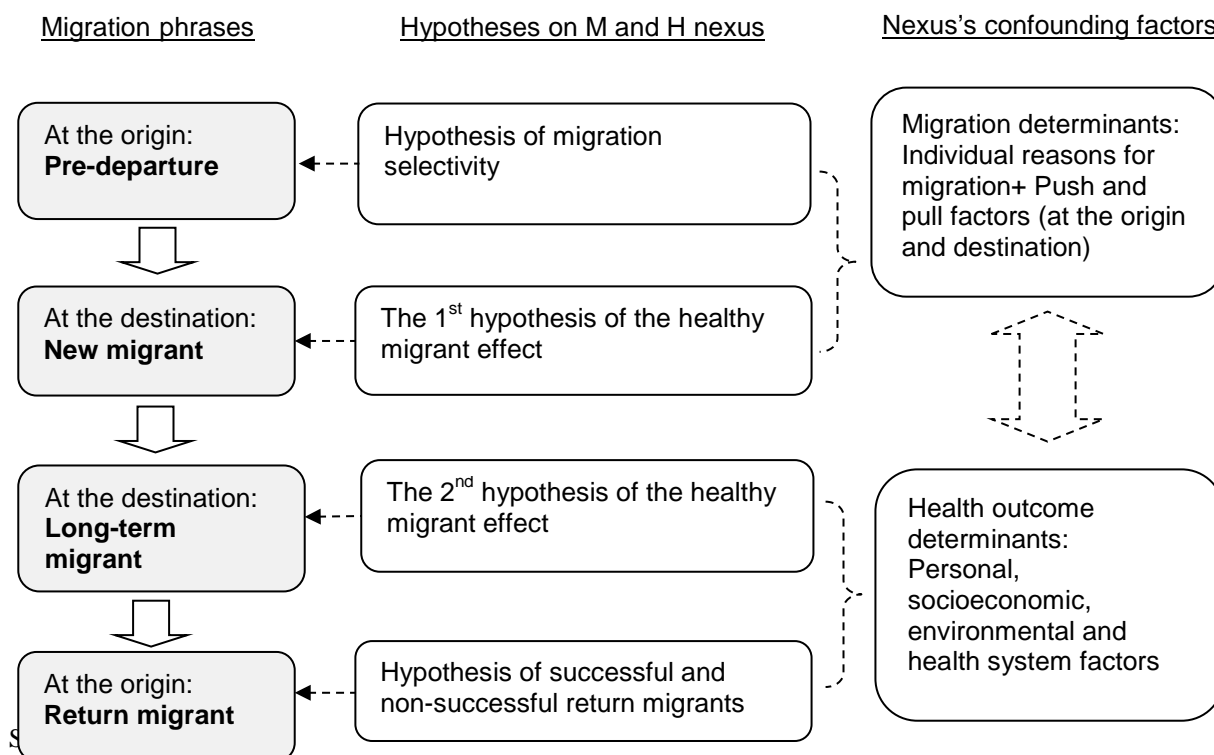 Migration phrases
Hypotheses on M and H nexus
Nexus's confounding factors
At the origin:
Pre-departure
Hypothesis of migration
selectivity
Migration determinants:
Individual reasons for
migration+ Push and
pull factors (at the origin
and destination)
At the destination:
New migrant
The 1st hypothesis of the healthy
migrant effect
At the destination:
Long-term
migrant
The 2nd hypothesis of the healthy
migrant effect
Health outcome
determinants:
Personal,
socioeconomic,
environmental and
health system factors
At the origin:
Return migrant
Hypothesis of successful and
non-successful return migrants